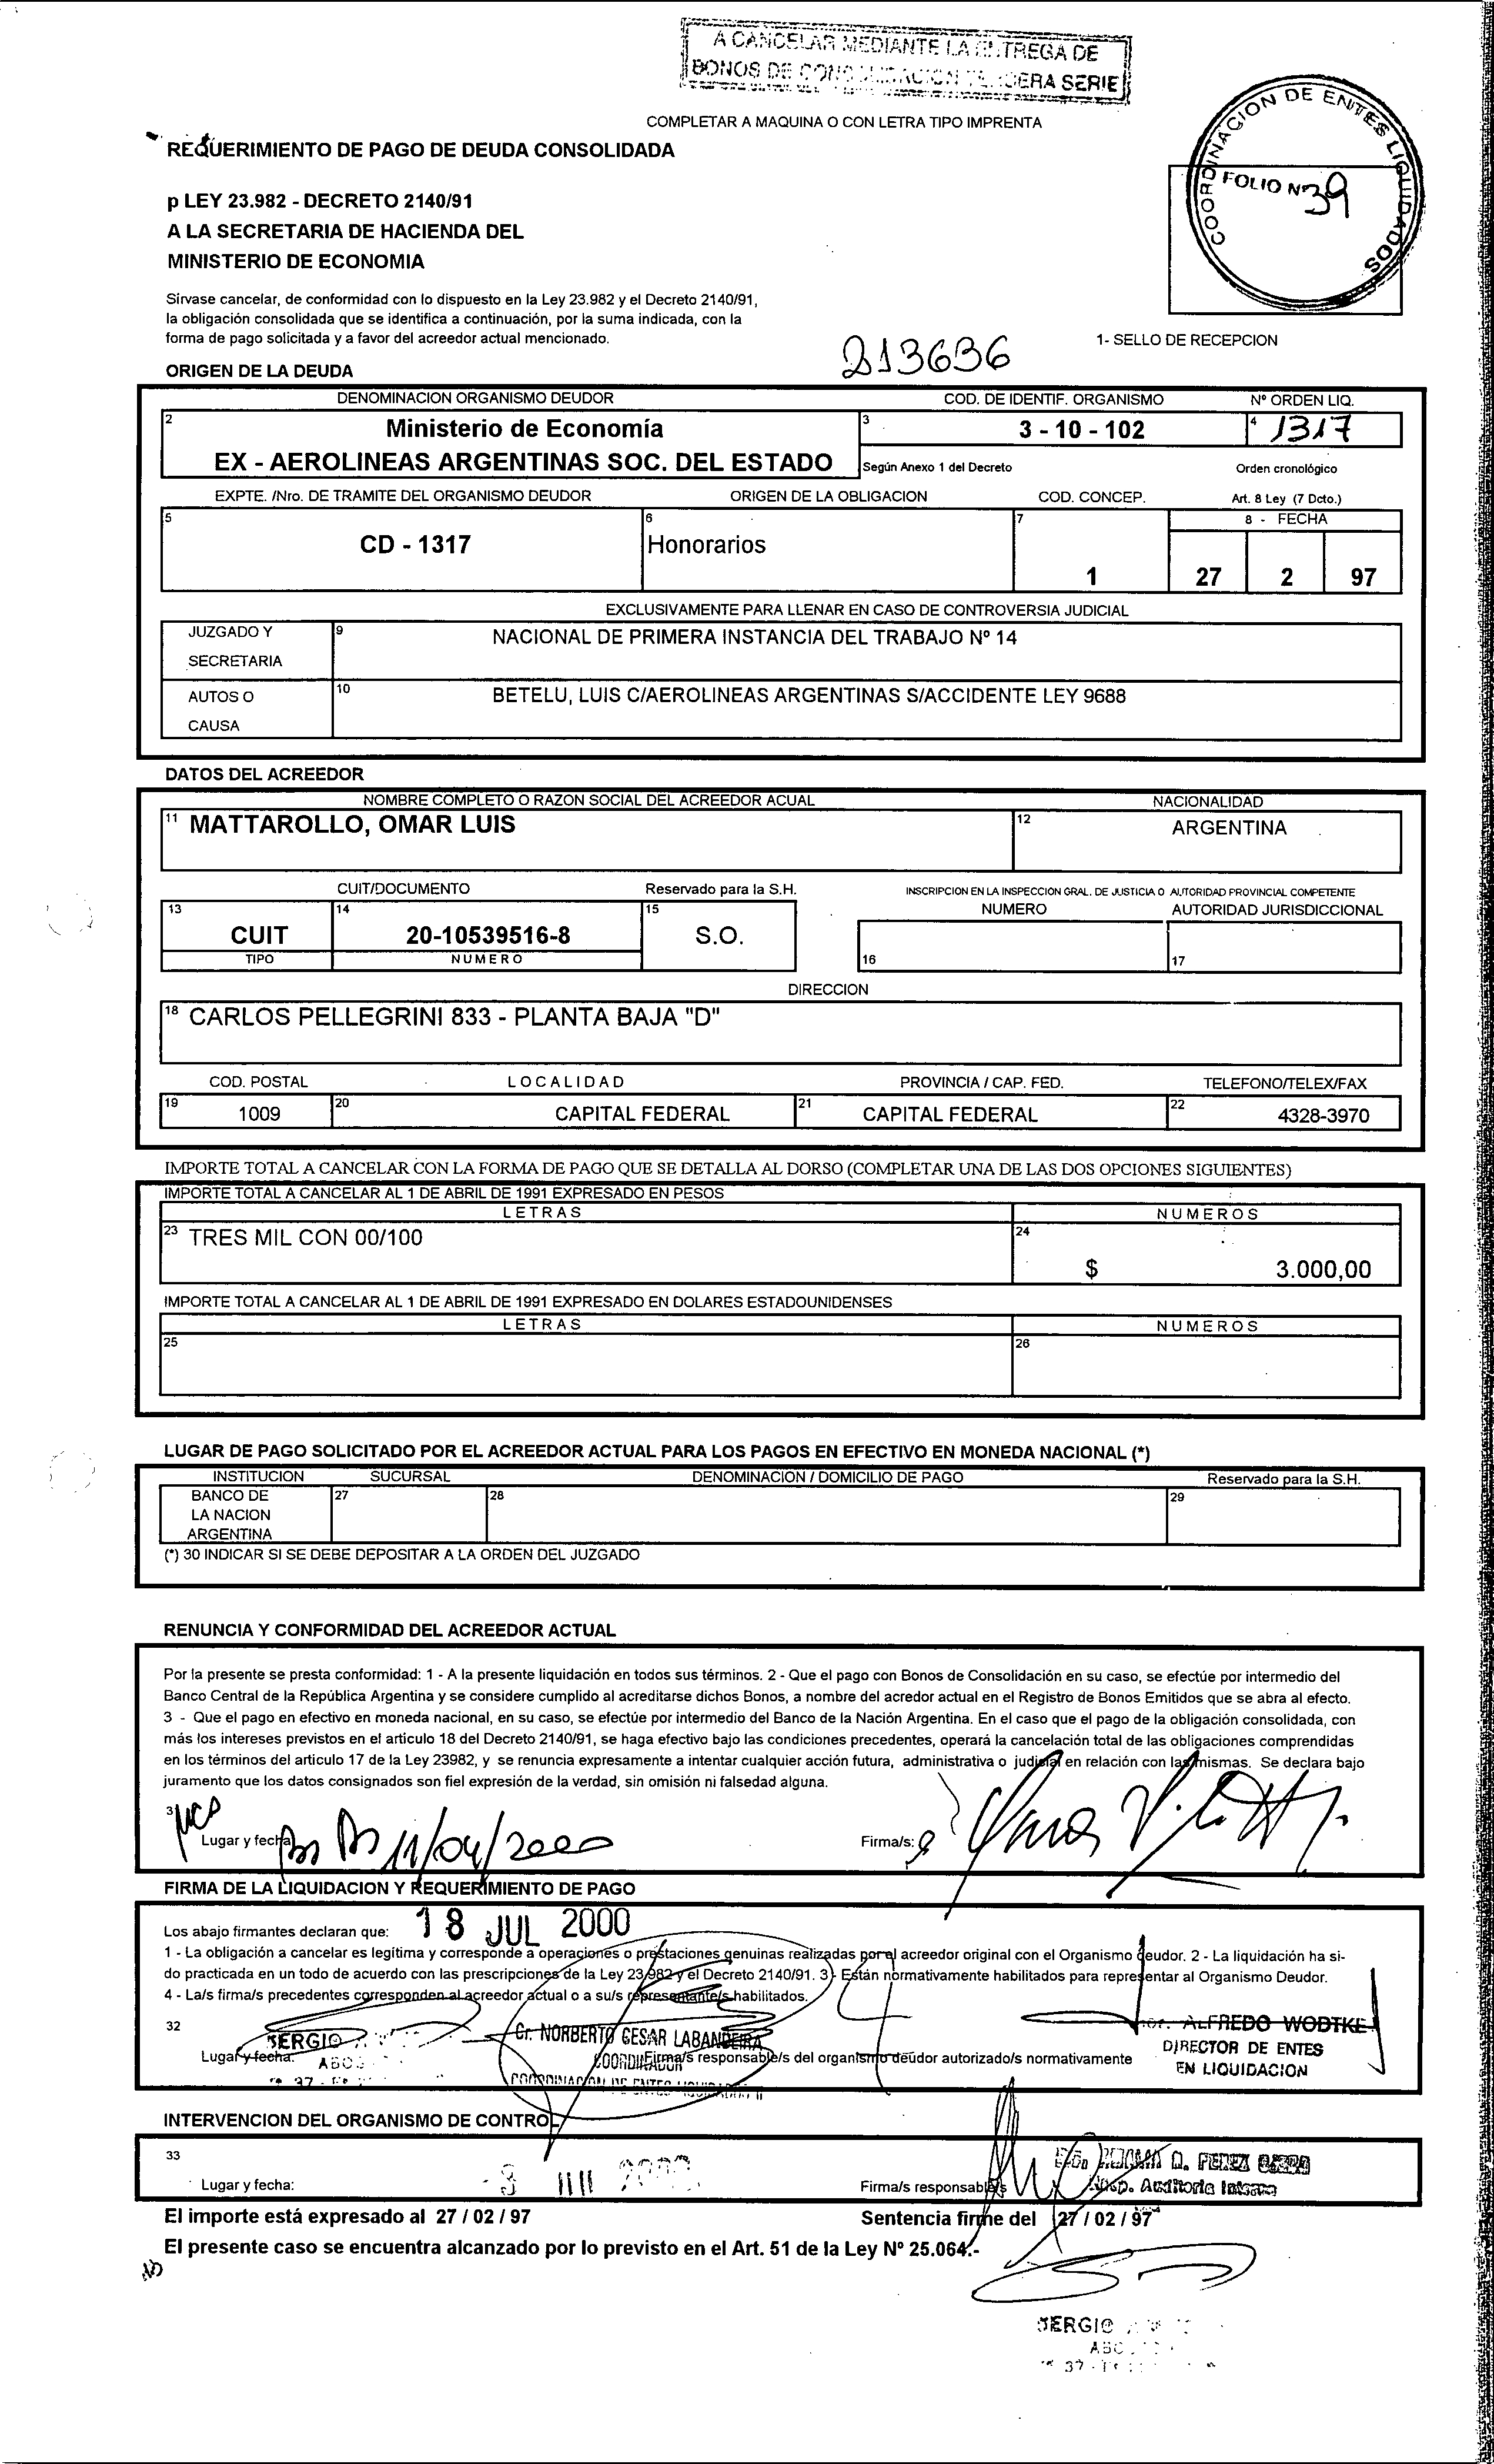 A CANCELAR MEDIANTE LA ENTREGA DE
BONOS DE CONSOLIDACION TERCERA SERIE
COMPLETAR A MAQUINA O CON LETRA TIPO IMPRENTA
COORDINACION DE ENTES LIQUIDADOS
FOLIO Nº 39
REQUERIMIENTO DE PAGO DE DEUDA CONSOLIDADA
p LEY 23.982 - DECRETO 2140/91
A LA SECRETARIA DE HACIENDA DEL
MINISTERIO DE ECONOMIA
Sírvase cancelar, de conformidad con lo dispuesto en la Ley 23.982 y el Decreto 2140/91,
la obligación consolidada que se identifica a continuación, por la suma indicada, con la
forma de pago solicitada y a favor del acreedor actual mencionado.
213636
1- SELLO DE RECEPCION
ORIGEN DE LA DEUDA
DENOMINACION ORGANISMO DEUDOR COD. DE IDENTIF. ORGANISMO Nº ORDEN LIQ.
2 Ministerio de Economía 3 3 - 10 - 102 4 1317
EX - AEROLINEAS ARGENTINAS SOC. DEL ESTADO Según Anexo 1 del Decreto Orden cronológico
EXPTE. /Nro. DE TRAMITE DEL ORGANISMO DEUDOR ORIGEN DE LA OBLIGACION COD. CONCEP. Art. 8 Ley (7 Dcto.)
5 6 7 8 - FECHA
CD - 1317 Honorarios
1 27 2 97
EXCLUSIVAMENTE PARA LLENAR EN CASO DE CONTROVERSIA JUDICIAL
JUZGADO Y 9 NACIONAL DE PRIMERA INSTANCIA DEL TRABAJO Nº 14
SECRETARIA
AUTOS O 10 BETELU, LUIS C/AEROLINEAS ARGENTINAS S/ACCIDENTE LEY 9688
CAUSA
DATOS DEL ACREEDOR
NOMBRE COMPLETO O RAZON SOCIAL DEL ACREEDOR ACUAL NACIONALIDAD
11 MATTAROLLO, OMAR LUIS 12 ARGENTINA
CUIT/DOCUMENTO Reservado para la S.H. INSCRIPCION EN LA INSPECCION GRAL. DE JUSTICIA O AUTORIDAD PROVINCIAL COMPETENTE
NUMERO AUTORIDAD JURISDICCIONAL
13 CUIT 14 20-10539516-8 15 S.O.
TIPO NUMERO 16 17
DIRECCION
18 CARLOS PELLEGRINI 833 - PLANTA BAJA "D"
COD. POSTAL LOCALIDAD PROVINCIA / CAP. FED. TELEFONO/TELEX/FAX
19 1009 20 CAPITAL FEDERAL 21 CAPITAL FEDERAL 22 4328-3970
IMPORTE TOTAL A CANCELAR CON LA FORMA DE PAGO QUE SE DETALLA AL DORSO (COMPLETAR UNA DE LAS DOS OPCIONES SIGUIENTES)
IMPORTE TOTAL A CANCELAR AL 1 DE ABRIL DE 1991 EXPRESADO EN PESOS
LETRAS NUMEROS
23 TRES MIL CON 00/100 24
$ 3.000,00
IMPORTE TOTAL A CANCELAR AL 1 DE ABRIL DE 1991 EXPRESADO EN DOLARES ESTADOUNIDENSES
LETRAS NUMEROS
25 26
LUGAR DE PAGO SOLICITADO POR EL ACREEDOR ACTUAL PARA LOS PAGOS EN EFECTIVO EN MONEDA NACIONAL (*)
INSTITUCION SUCURSAL DENOMINACION / DOMICILIO DE PAGO Reservado para la S.H.
BANCO DE 27 28 29
LA NACION
ARGENTINA
(*) 30 INDICAR SI SE DEBE DEPOSITAR A LA ORDEN DEL JUZGADO
RENUNCIA Y CONFORMIDAD DEL ACREEDOR ACTUAL
Por la presente se presta conformidad: 1 - A la presente liquidación en todos sus términos. 2 - Que el pago con Bonos de Consolidación en su caso, se efectúe por intermedio del
Banco Central de la República Argentina y se considere cumplido al acreditarse dichos Bonos, a nombre del acredor actual en el Registro de Bonos Emitidos que se abra al efecto.
3 - Que el pago en efectivo en moneda nacional, en su caso, se efectúe por intermedio del Banco de la Nación Argentina. En el caso que el pago de la obligación consolidada, con
más los intereses previstos en el artículo 18 del Decreto 2140/91, se haga efectivo bajo las condiciones precedentes, operará la cancelación total de las obligaciones comprendidas
en los términos del articulo 17 de la Ley 23982, y se renuncia expresamente a intentar cualquier acción futura, administrativa o judicial en relación con las mismas. Se declara bajo
juramento que los datos consignados son fiel expresión de la verdad, sin omisión ni falsedad alguna.
Lugar y fecha 11/04/2000 Firma/s:
FIRMA DE LA LIQUIDACION Y REQUERIMIENTO DE PAGO
Los abajo firmantes declaran que: 18 JUL 2000
1 - La obligación a cancelar es legítima y corresponde a operaciones o prestaciones genuinas realizadas por el acreedor original con el Organismo deudor. 2 - La liquidación ha si-
do practicada en un todo de acuerdo con las prescripciones de la Ley 23.982 y el Decreto 2140/91. 3 - Están normativamente habilitados para representar al Organismo Deudor.
4 - La/s firma/s precedentes corresponden al acreedor actual o a su/s representante/s habilitados.
32 SERGIO Cr. NORBERTO CESAR LABANDEIRA ALFREDO WODTKE
Lugar y fecha: COORDINADOR Firma/s responsable/s del organismo deudor autorizado/s normativamente DIRECTOR DE ENTES
COORDINACION DE ENTES EN LIQUIDACION
INTERVENCION DEL ORGANISMO DE CONTROL
33 Q. PEREZ
Lugar y fecha: Firma/s responsable/s Auditoria Interna
El importe está expresado al 27 / 02 / 97 Sentencia firme del 27 / 02 / 97
El presente caso se encuentra alcanzado por lo previsto en el Art. 51 de la Ley Nº 25.064.-
SERGIO